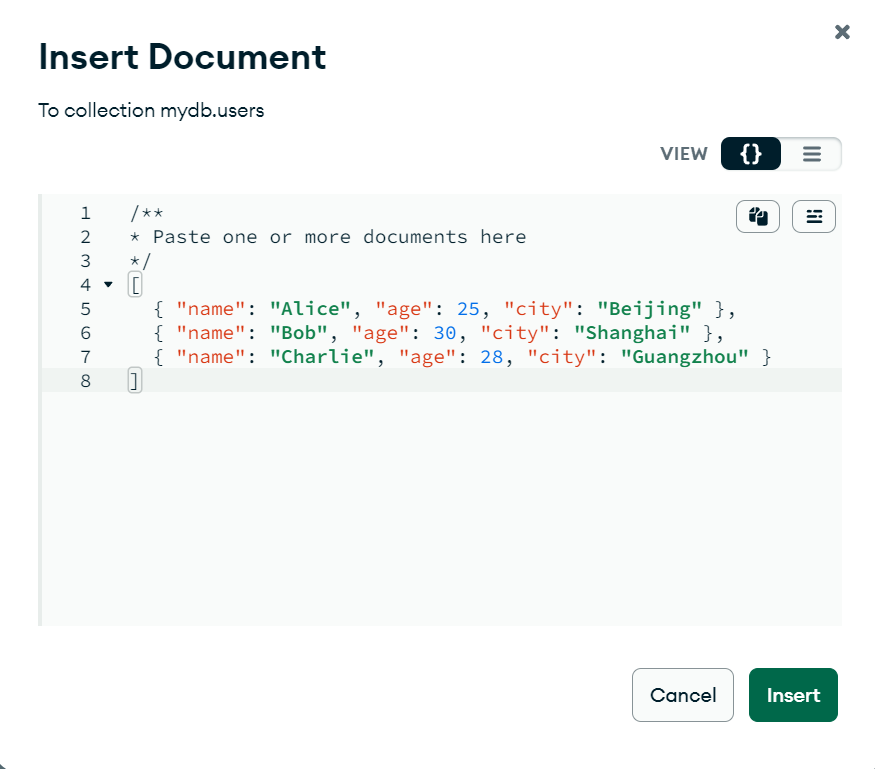 Insert Document
To collection mydb.users
VIEW {}
1 /**
2 * Paste one or more documents here
3 */
4 [
5 { "name": "Alice", "age": 25, "city": "Beijing" },
6 { "name": "Bob", "age": 30, "city": "Shanghai" },
7 { "name": "Charlie", "age": 28, "city": "Guangzhou" }
8 ]
Cancel Insert